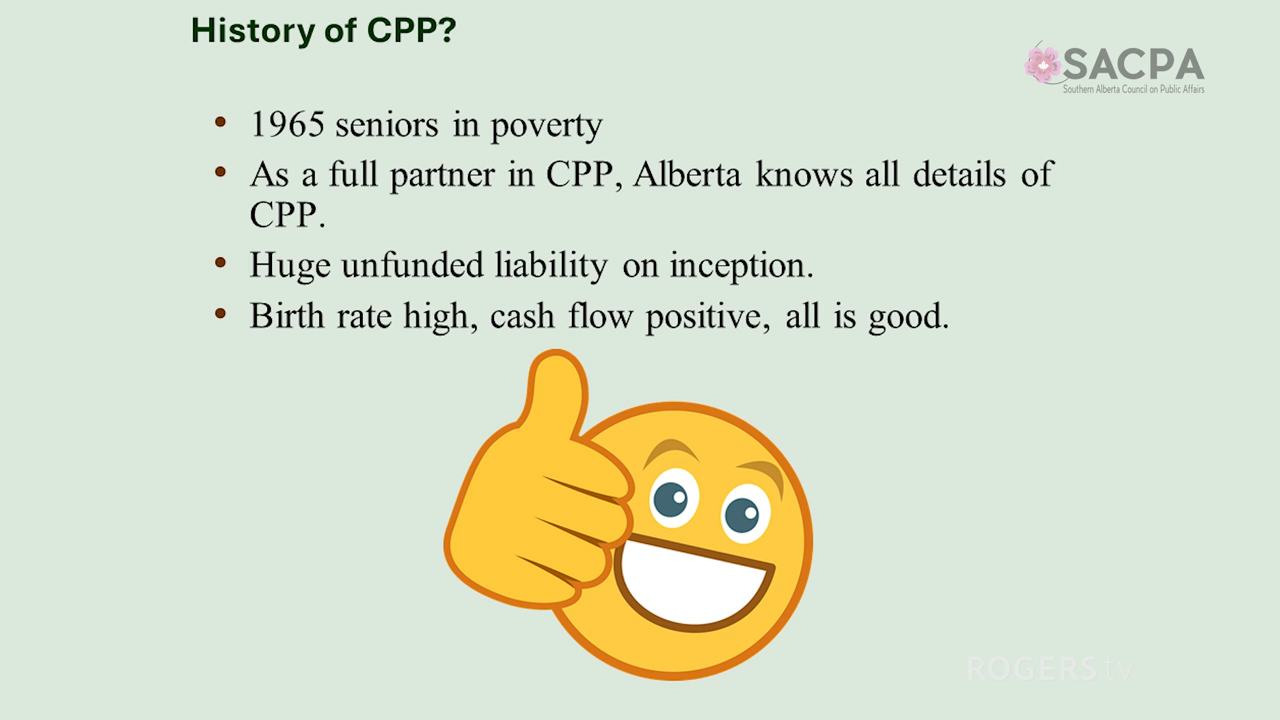 History of CPP?
SACPA
Southern Alberta Council on Public Affairs
• 1965 seniors in poverty
• As a full partner in CPP, Alberta knows all details of
CPP.
• Huge unfunded liability on inception.
• Birth rate high, cash flow positive, all is good.
ROGERS tv